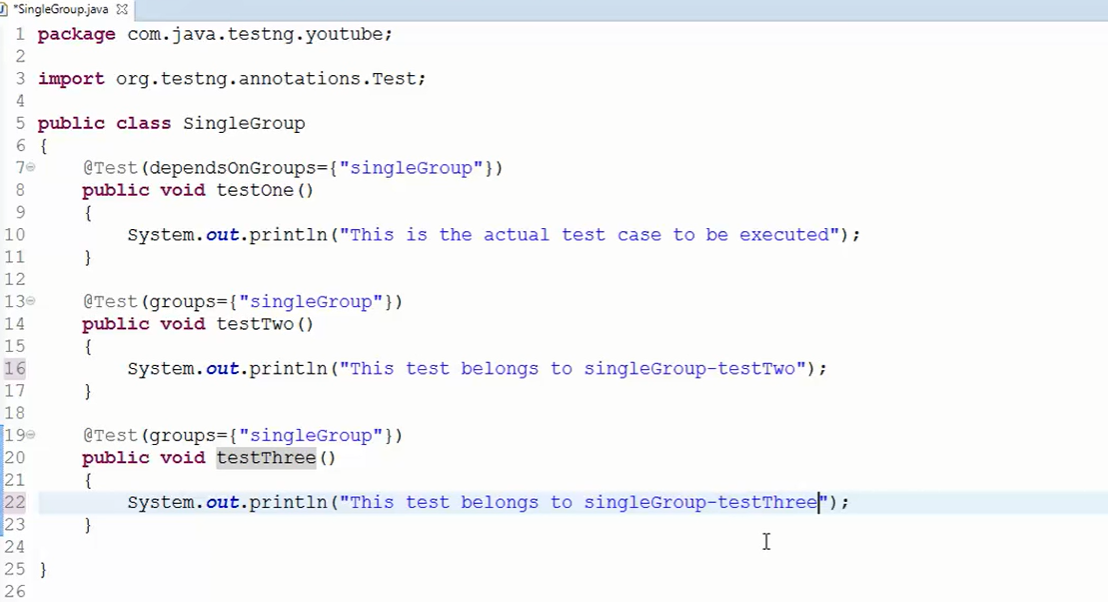 *SingleGroup.java
1 package com.java.testng.youtube;
2
3 import org.testng.annotations.Test;
4
5 public class SingleGroup
6 {
7 @Test(dependsOnGroups={"singleGroup"})
8 public void testOne()
9 {
10 System.out.println("This is the actual test case to be executed");
11 }
12
13 @Test(groups={"singleGroup"})
14 public void testTwo()
15 {
16 System.out.println("This test belongs to singleGroup-testTwo");
17 }
18
19 @Test(groups={"singleGroup"})
20 public void testThree()
21 {
22 System.out.println("This test belongs to singleGroup-testThree");
23 }
24
25 }
26